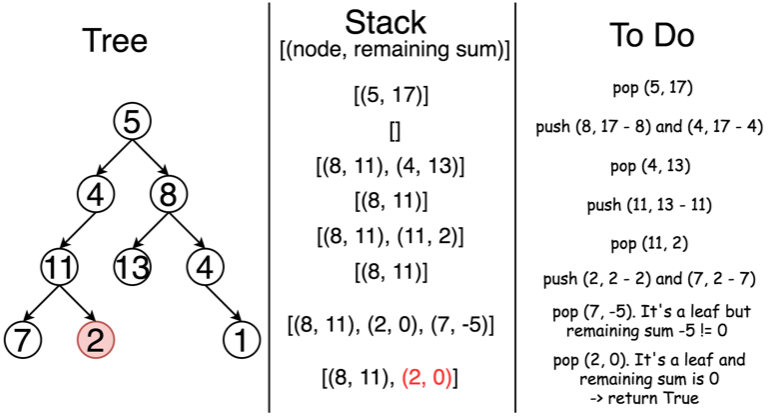 Tree
5
4 8
11 13 4
7 2 1
Stack
[(node, remaining sum)]
[(5, 17)]
[]
[(8, 11), (4, 13)]
[(8, 11)]
[(8, 11), (11, 2)]
[(8, 11)]
[(8, 11), (2, 0), (7, -5)]
[(8, 11), (2, 0)]
To Do
pop (5, 17)
push (8, 17 - 8) and (4, 17 - 4)
pop (4, 13)
push (11, 13 - 11)
pop (11, 2)
push (2, 2 - 2) and (7, 2 - 7)
pop (7, -5). It's a leaf but
remaining sum -5 != 0
pop (2, 0). It's a leaf and
remaining sum is 0
-> return True